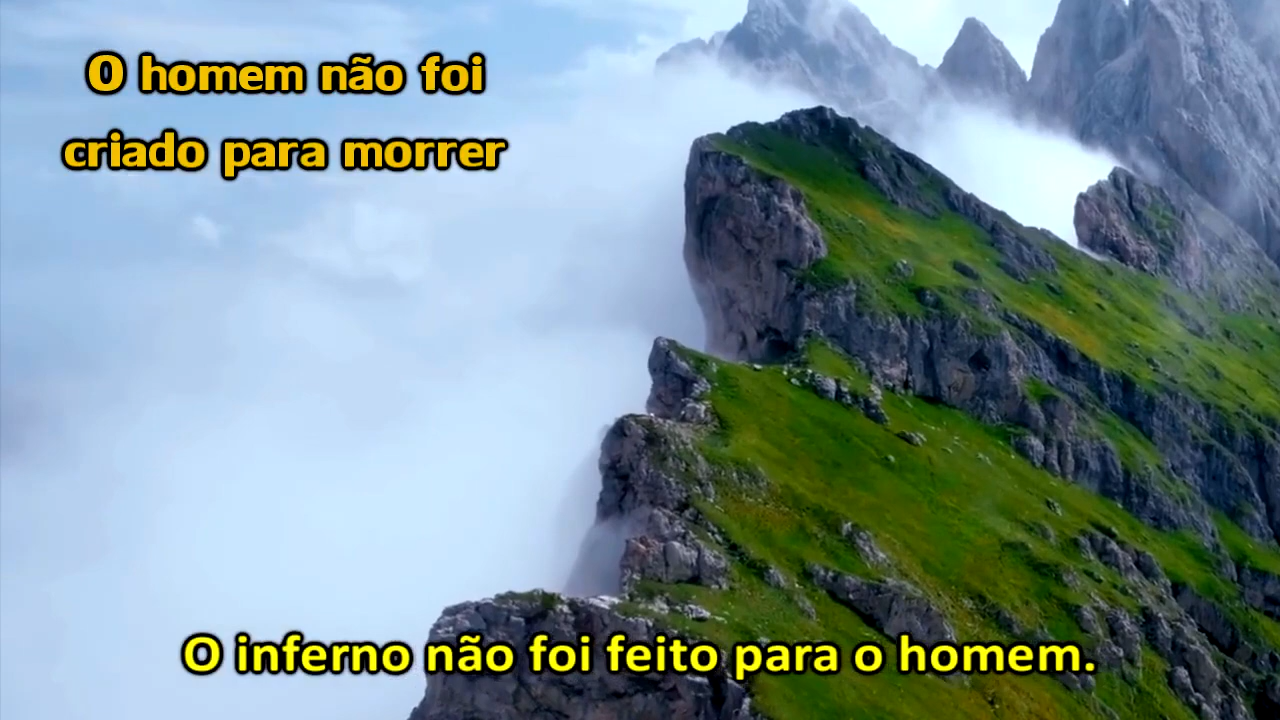 O homem não foi
criado para morrer
O inferno não foi feito para o homem.